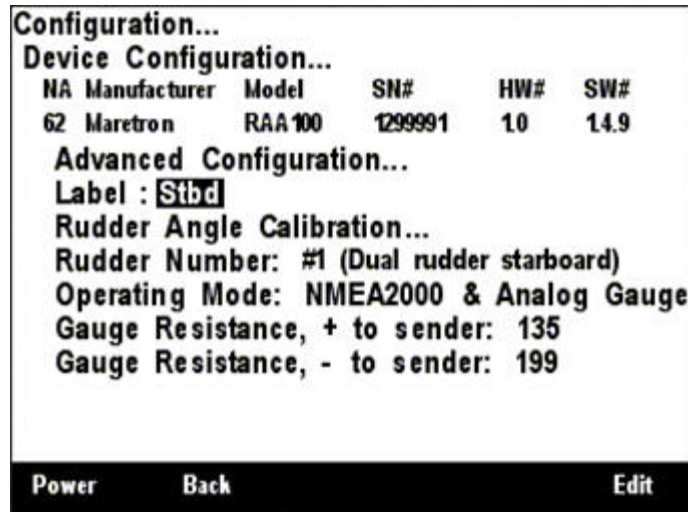 Configuration...
Device Configuration...
NA Manufacturer Model SN# HW# SW#
62 Maretron RAA100 1299991 1.0 1.4.9
Advanced Configuration...
Label : Stbd
Rudder Angle Calibration...
Rudder Number: #1 (Dual rudder starboard)
Operating Mode: NMEA2000 & Analog Gauge
Gauge Resistance, + to sender: 135
Gauge Resistance, - to sender: 199
Power Back Edit